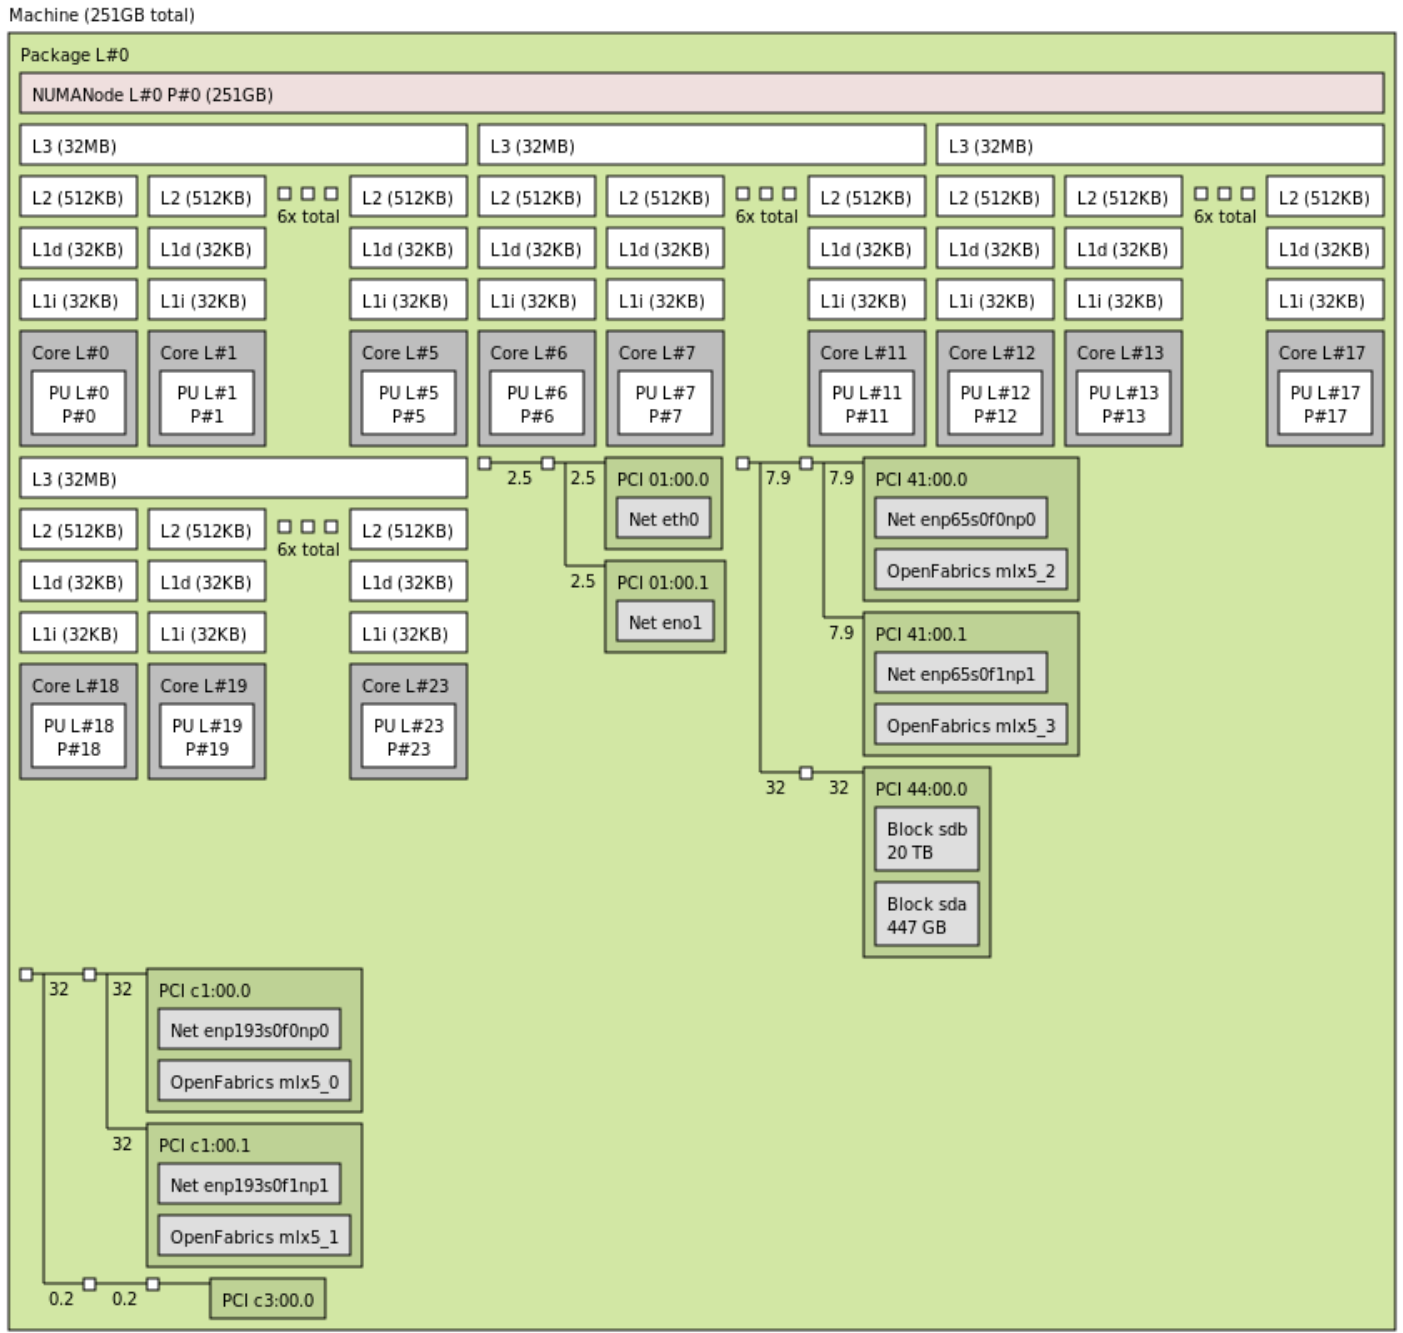 Machine (251GB total)
Package L#0
NUMANode L#0 P#0 (251GB)
L3 (32MB) L3 (32MB) L3 (32MB)
L2 (512KB) L2 (512KB) L2 (512KB) L2 (512KB) L2 (512KB) L2 (512KB) L2 (512KB) L2 (512KB) L2 (512KB)
6x total 6x total 6x total
L1d (32KB) L1d (32KB) L1d (32KB) L1d (32KB) L1d (32KB) L1d (32KB) L1d (32KB) L1d (32KB) L1d (32KB)
L1i (32KB) L1i (32KB) L1i (32KB) L1i (32KB) L1i (32KB) L1i (32KB) L1i (32KB) L1i (32KB) L1i (32KB)
Core L#0 Core L#1 Core L#5 Core L#6 Core L#7 Core L#11 Core L#12 Core L#13 Core L#17
PU L#0 PU L#1 PU L#5 PU L#6 PU L#7 PU L#11 PU L#12 PU L#13 PU L#17
P#0 P#1 P#5 P#6 P#7 P#11 P#12 P#13 P#17
L3 (32MB)
L2 (512KB) L2 (512KB) L2 (512KB)
6x total
L1d (32KB) L1d (32KB) L1d (32KB)
L1i (32KB) L1i (32KB) L1i (32KB)
Core L#18 Core L#19 Core L#23
PU L#18 PU L#19 PU L#23
P#18 P#19 P#23
2.5 2.5 PCI 01:00.0
Net eth0
2.5 PCI 01:00.1
Net eno1
7.9 7.9 PCI 41:00.0
Net enp65s0f0np0
OpenFabrics mlx5_2
7.9 PCI 41:00.1
Net enp65s0f1np1
OpenFabrics mlx5_3
32 32 PCI 44:00.0
Block sdb
20 TB
Block sda
447 GB
32 32 PCI c1:00.0
Net enp193s0f0np0
OpenFabrics mlx5_0
32 PCI c1:00.1
Net enp193s0f1np1
OpenFabrics mlx5_1
0.2 0.2 PCI c3:00.0